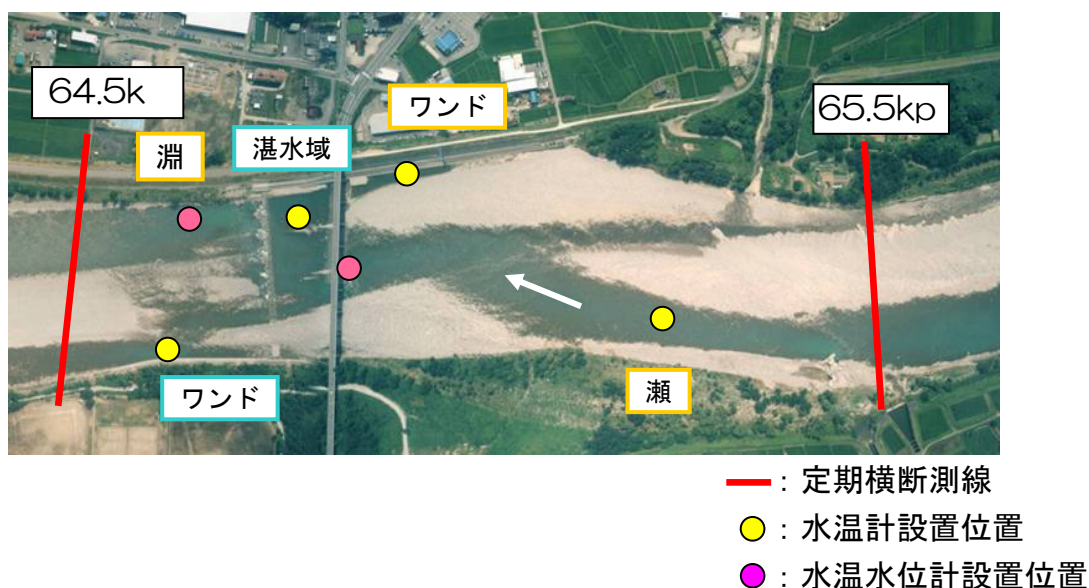 64.5k
淵
湛水域
ワンド
65.5kp
ワンド
瀬
: 定期横断測線
: 水温計設置位置
: 水温水位計設置位置